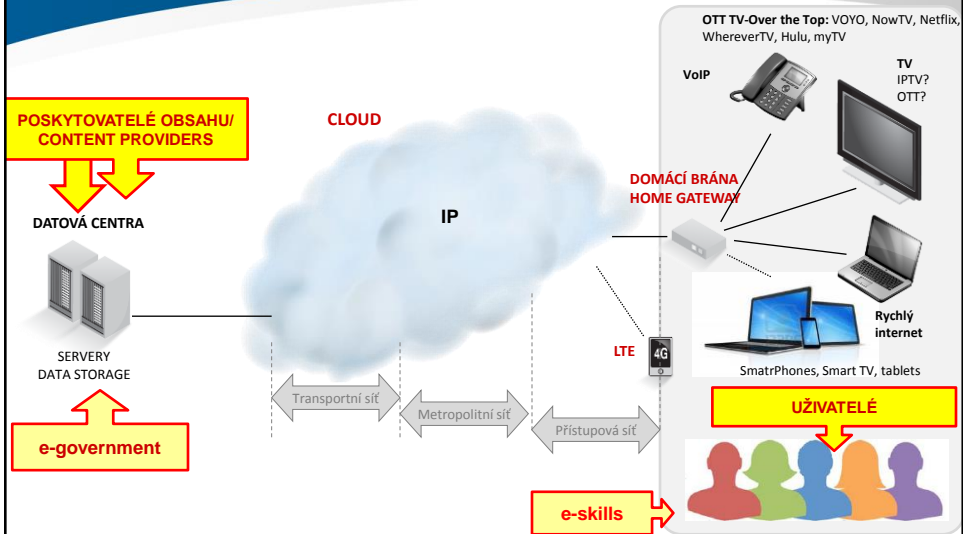 OTT TV-Over the Top: VOYO, NowTV, Netflix,
WhereverTV, Hulu, myTV
VoIP
TV
IPTV?
OTT?
POSKYTOVATELÉ OBSAHU/
CONTENT PROVIDERS
CLOUD
DOMÁCÍ BRÁNA
HOME GATEWAY
IP
DATOVÁ CENTRA
Rychlý
internet
LTE
4G
SERVERY
DATA STORAGE
SmatrPhones, Smart TV, tablets
Transportní síť
Metropolitní síť
Přístupová síť
UŽIVATELÉ
e-government
e-skills